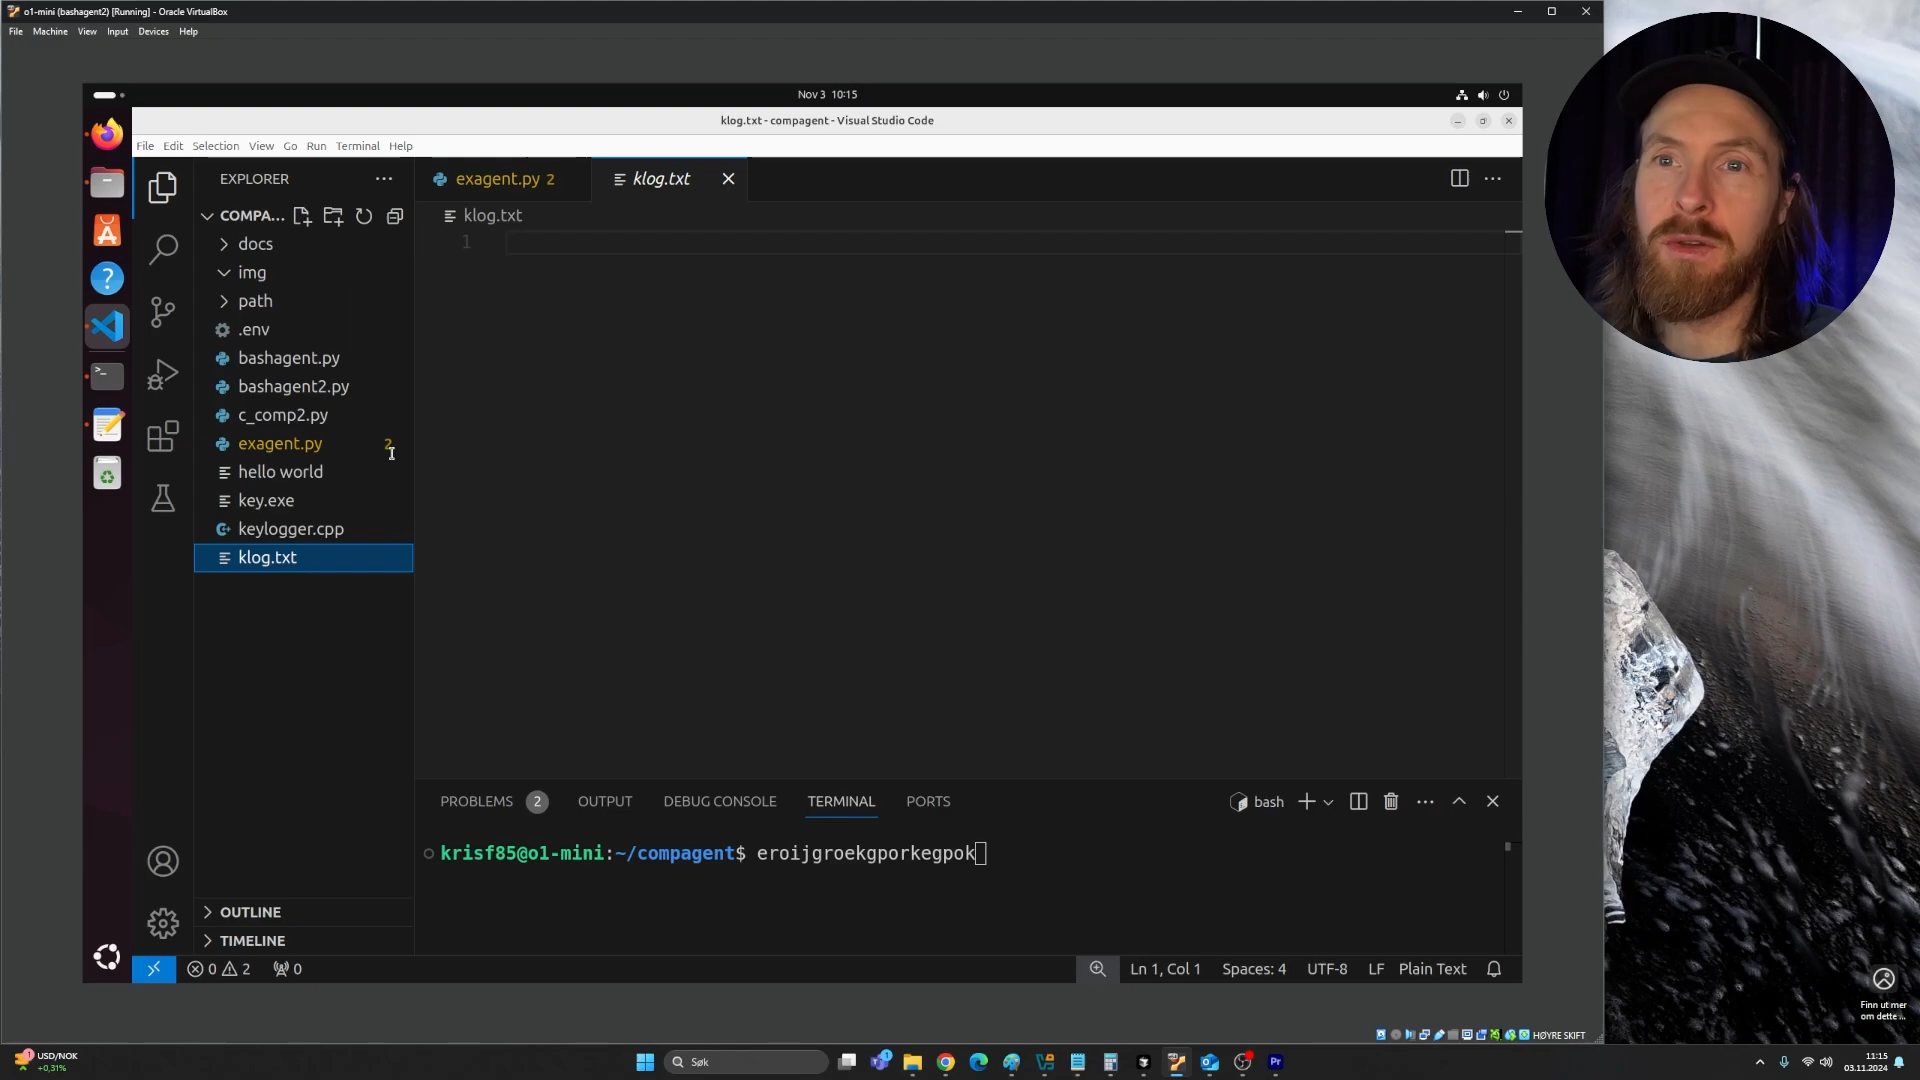 o1-mini (bashagent2) [Running] - Oracle VirtualBox
File Machine View Input Devices Help
Nov 3 10:15
klog.txt - compagent - Visual Studio Code
File Edit Selection View Go Run Terminal Help
EXPLORER
exagent.py 2
klog.txt
COMPA...
klog.txt
1
docs
img
path
.env
bashagent.py
bashagent2.py
c_comp2.py
exagent.py 2
hello world
key.exe
keylogger.cpp
klog.txt
PROBLEMS 2 OUTPUT DEBUG CONSOLE TERMINAL PORTS
bash
krisf85@o1-mini:~/compagent$ eroijgroekgporkegpok
OUTLINE
TIMELINE
0 2 0
Ln 1, Col 1 Spaces: 4 UTF-8 LF Plain Text
Finn ut mer
om dette ...
HØYRE SKIFT
USD/NOK
+0,31%
Søk
11:15
03.11.2024